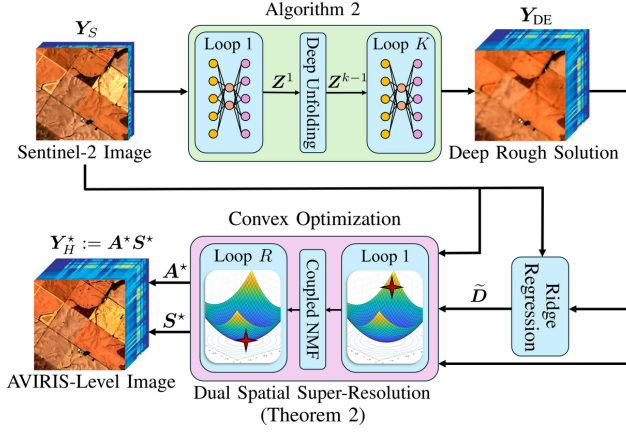 Algorithm 2
Y_S
Loop 1
Deep Unfolding
Loop K
Y_DE
Z^1
Z^{k-1}
Sentinel-2 Image
Deep Rough Solution
Convex Optimization
Y_H^⋆ := A^⋆ S^⋆
Loop R
Coupled NMF
Loop 1
A^⋆
S^⋆
D̃
Ridge
Regression
AVIRIS-Level Image
Dual Spatial Super-Resolution
(Theorem 2)